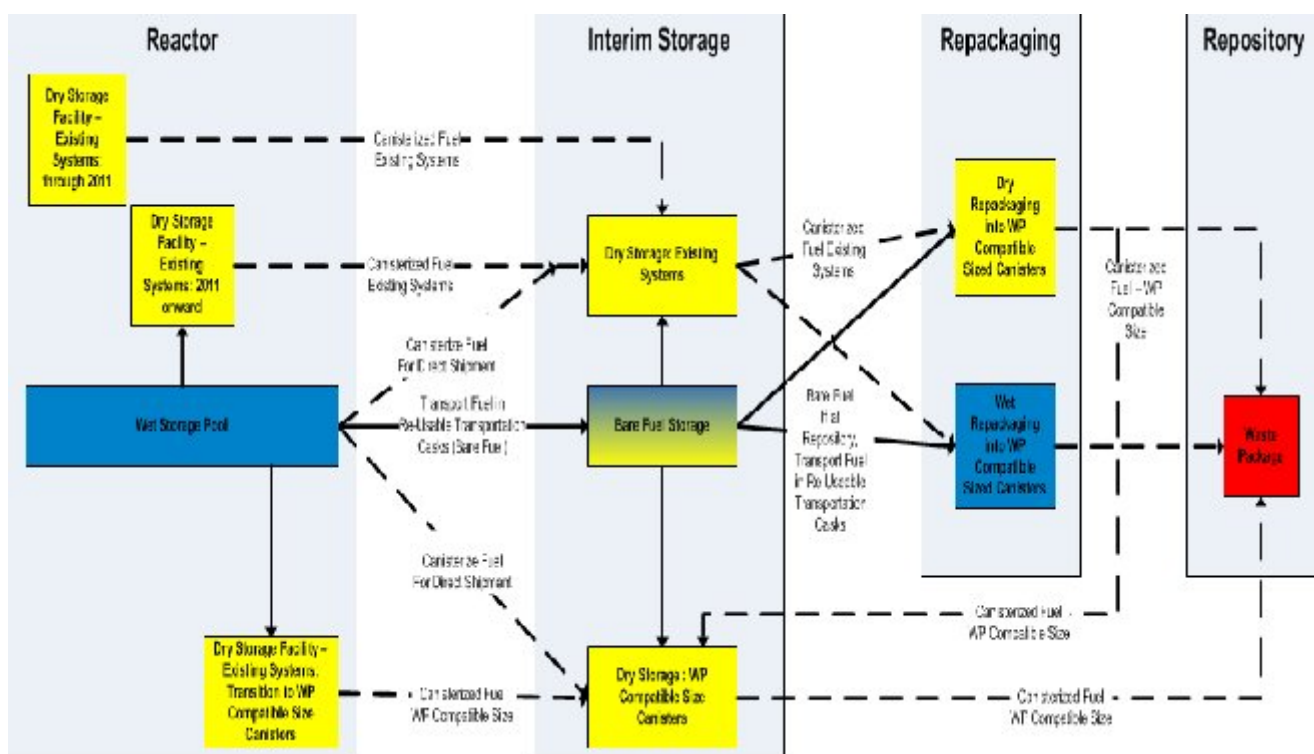 Reactor
Interim Storage
Repackaging
Repository
Dry Storage
Facility –
Existing
Systems:
through 2011
Canisterized Fuel
Existing Systems
Dry Storage
Facility –
Existing
Systems: 2011
onward
Canisterized Fuel
Existing Systems
Dry Storage: Existing
Systems
Canisterized
Fuel Existing
Systems
Dry
Repackaging
into WP
Compatible
Sized Canisters
Canisterized
Fuel – WP
Compatible
Size
Canisterize Fuel
For Direct Shipment
Wet Storage Pool
Transport Fuel in
Re-Usable Transportation
Casks (Bare Fuel)
Bare Fuel Storage
Bare Fuel
If at
Repository,
Transport Fuel
in Re-Usable
Transportation
Casks
Wet
Repackaging
into WP
Compatible
Sized Canisters
Waste
Package
Canisterize Fuel
For Direct Shipment
Canisterized Fuel -
WP Compatible Size
Dry Storage Facility –
Existing Systems,
Transition to WP
Compatible Size
Canisters
Canisterized Fuel
WP Compatible Size
Dry Storage : WP
Compatible Size
Canisters
Canisterized Fuel
WP Compatible Size